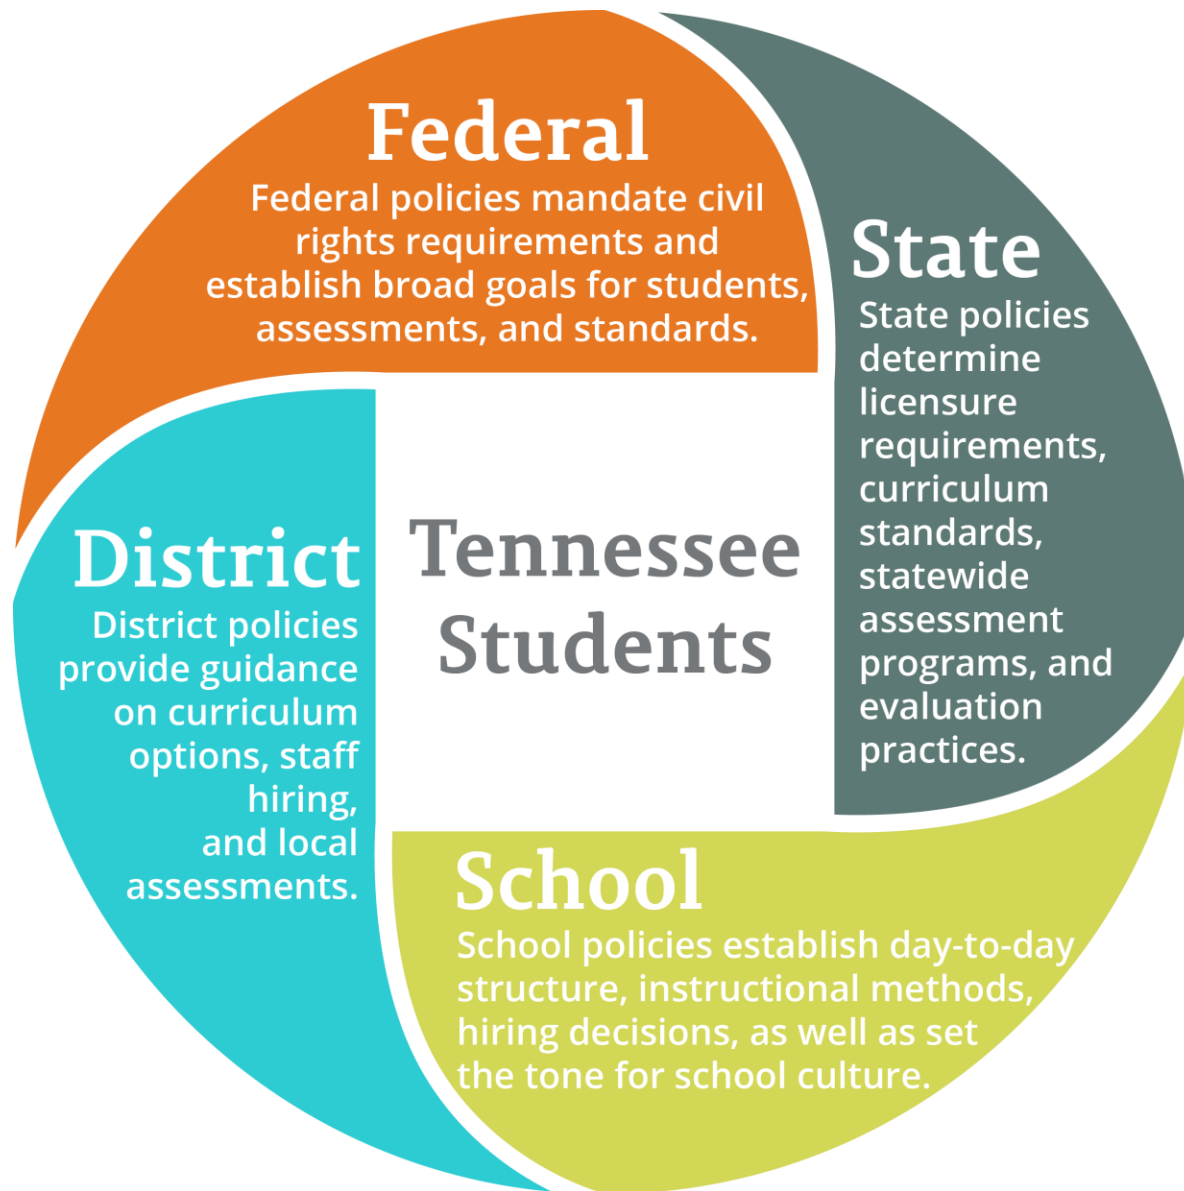 Federal
Federal policies mandate civil
rights requirements and
establish broad goals for students,
assessments, and standards.
State
State policies
determine
licensure
requirements,
curriculum
standards,
statewide
assessment
programs, and
evaluation
practices.
District
District policies
provide guidance
on curriculum
options, staff
hiring,
and local
assessments.
Tennessee
Students
School
School policies establish day-to-day
structure, instructional methods,
hiring decisions, as well as set
the tone for school culture.